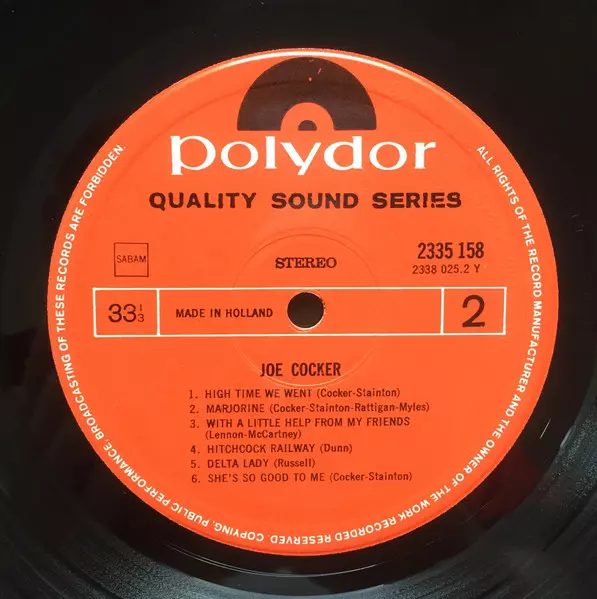 polydor
QUALITY SOUND SERIES
SABAM
STEREO
2335 158
2338 025.2 Y
33 1/3
MADE IN HOLLAND
2
JOE COCKER
1. HIGH TIME WE WENT (Cocker-Stainton)
2. MARJORINE (Cocker-Stainton-Rattigan-Myles)
3. WITH A LITTLE HELP FROM MY FRIENDS
(Lennon-McCartney)
4. HITCHCOCK RAILWAY (Dunn)
5. DELTA LADY (Russell)
6. SHE'S SO GOOD TO ME (Cocker-Stainton)
ALL RIGHTS OF THE RECORD MANUFACTURER AND THE OWNER OF THE WORK RECORDED RESERVED. COPYING, PUBLIC PERFORMANCE, BROADCASTING OF THESE RECORDS ARE FORBIDDEN.